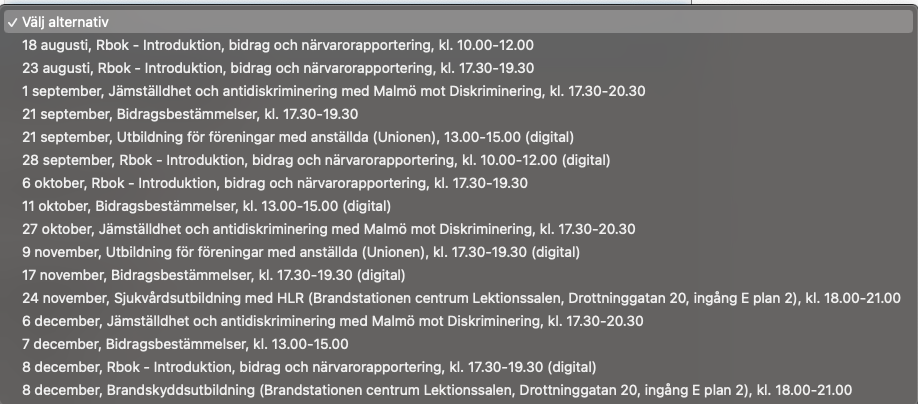 ✓ Välj alternativ
18 augusti, Rbok - Introduktion, bidrag och närvarorapportering, kl. 10.00-12.00
23 augusti, Rbok - Introduktion, bidrag och närvarorapportering, kl. 17.30-19.30
1 september, Jämställdhet och antidiskriminering med Malmö mot Diskriminering, kl. 17.30-20.30
21 september, Bidragsbestämmelser, kl. 17.30-19.30
21 september, Utbildning för föreningar med anställda (Unionen), 13.00-15.00 (digital)
28 september, Rbok - Introduktion, bidrag och närvarorapportering, kl. 10.00-12.00 (digital)
6 oktober, Rbok - Introduktion, bidrag och närvarorapportering, kl. 17.30-19.30
11 oktober, Bidragsbestämmelser, kl. 13.00-15.00 (digital)
27 oktober, Jämställdhet och antidiskriminering med Malmö mot Diskriminering, kl. 17.30-20.30
9 november, Utbildning för föreningar med anställda (Unionen), kl. 17.30-19.30 (digital)
17 november, Bidragsbestämmelser, kl. 17.30-19.30 (digital)
24 november, Sjukvårdsutbildning med HLR (Brandstationen centrum Lektionssalen, Drottninggatan 20, ingång E plan 2), kl. 18.00-21.00
6 december, Jämställdhet och antidiskriminering med Malmö mot Diskriminering, kl. 17.30-20.30
7 december, Bidragsbestämmelser, kl. 13.00-15.00
8 december, Rbok - Introduktion, bidrag och närvarorapportering, kl. 17.30-19.30 (digital)
8 december, Brandskyddsutbildning (Brandstationen centrum Lektionssalen, Drottninggatan 20, ingång E plan 2), kl. 18.00-21.00